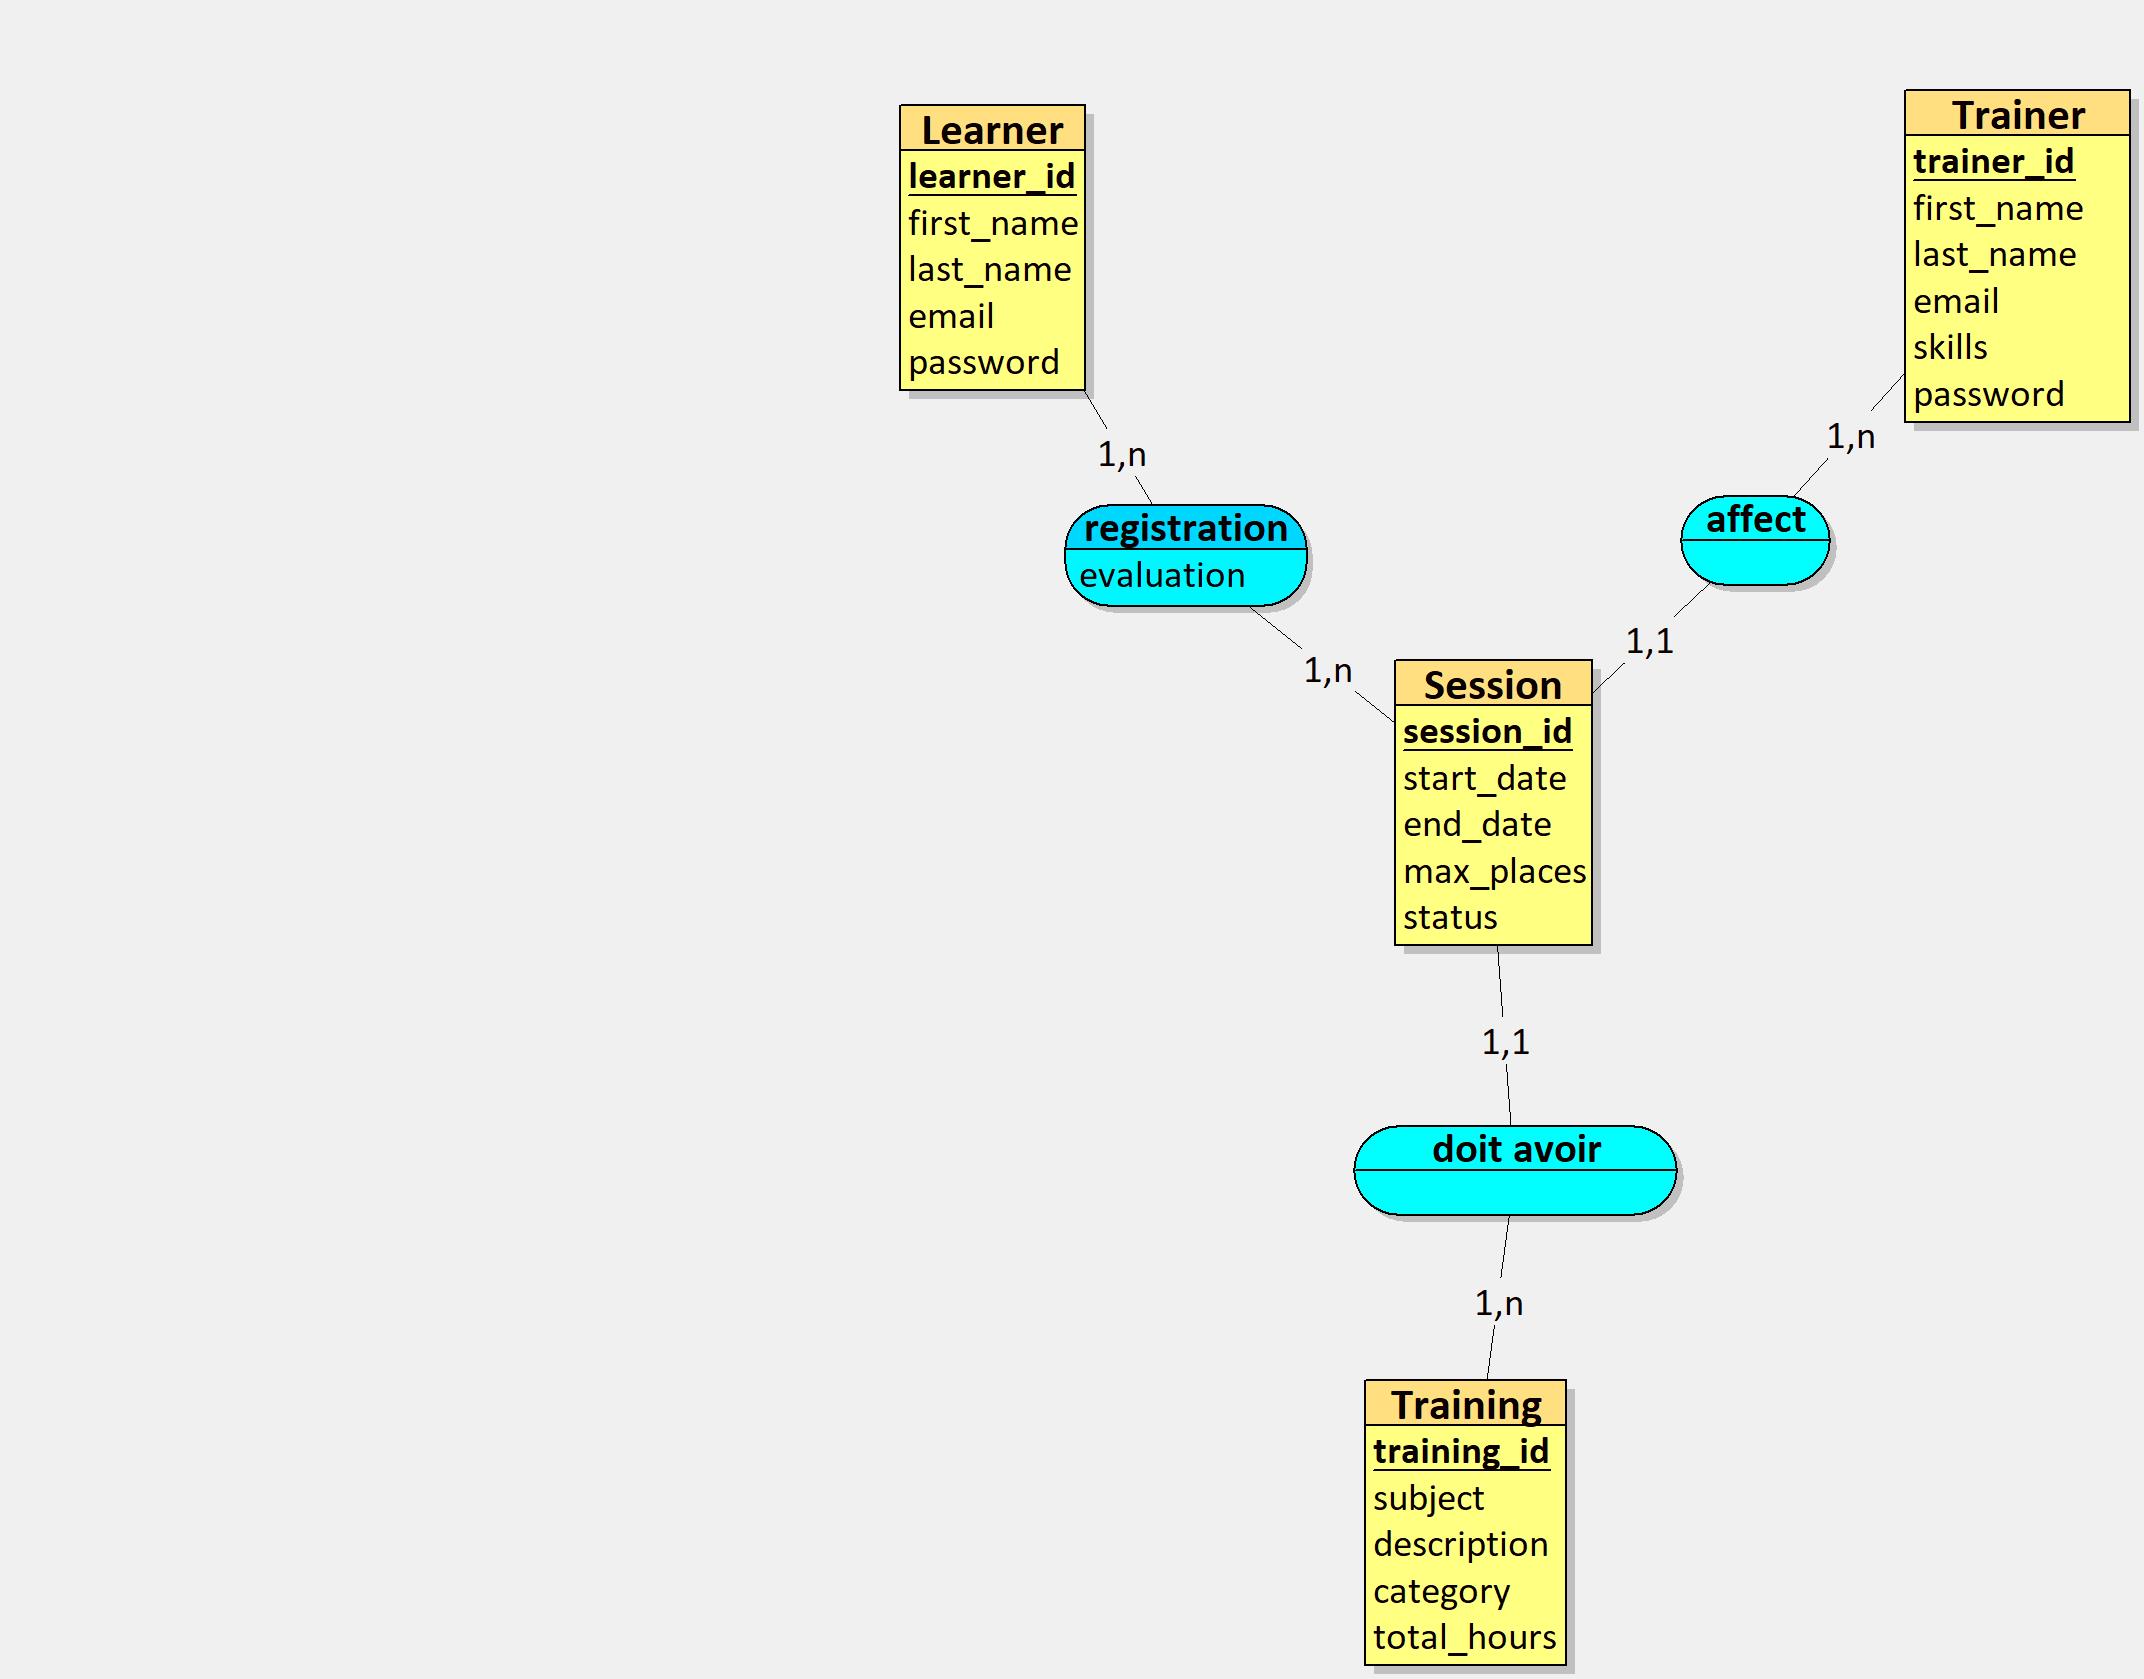 Learner
learner_id
first_name
last_name
email
password
Trainer
trainer_id
first_name
last_name
email
skills
password
1,n
1,n
registration
evaluation
affect
1,n
1,1
Session
session_id
start_date
end_date
max_places
status
1,1
doit avoir
1,n
Training
training_id
subject
description
category
total_hours